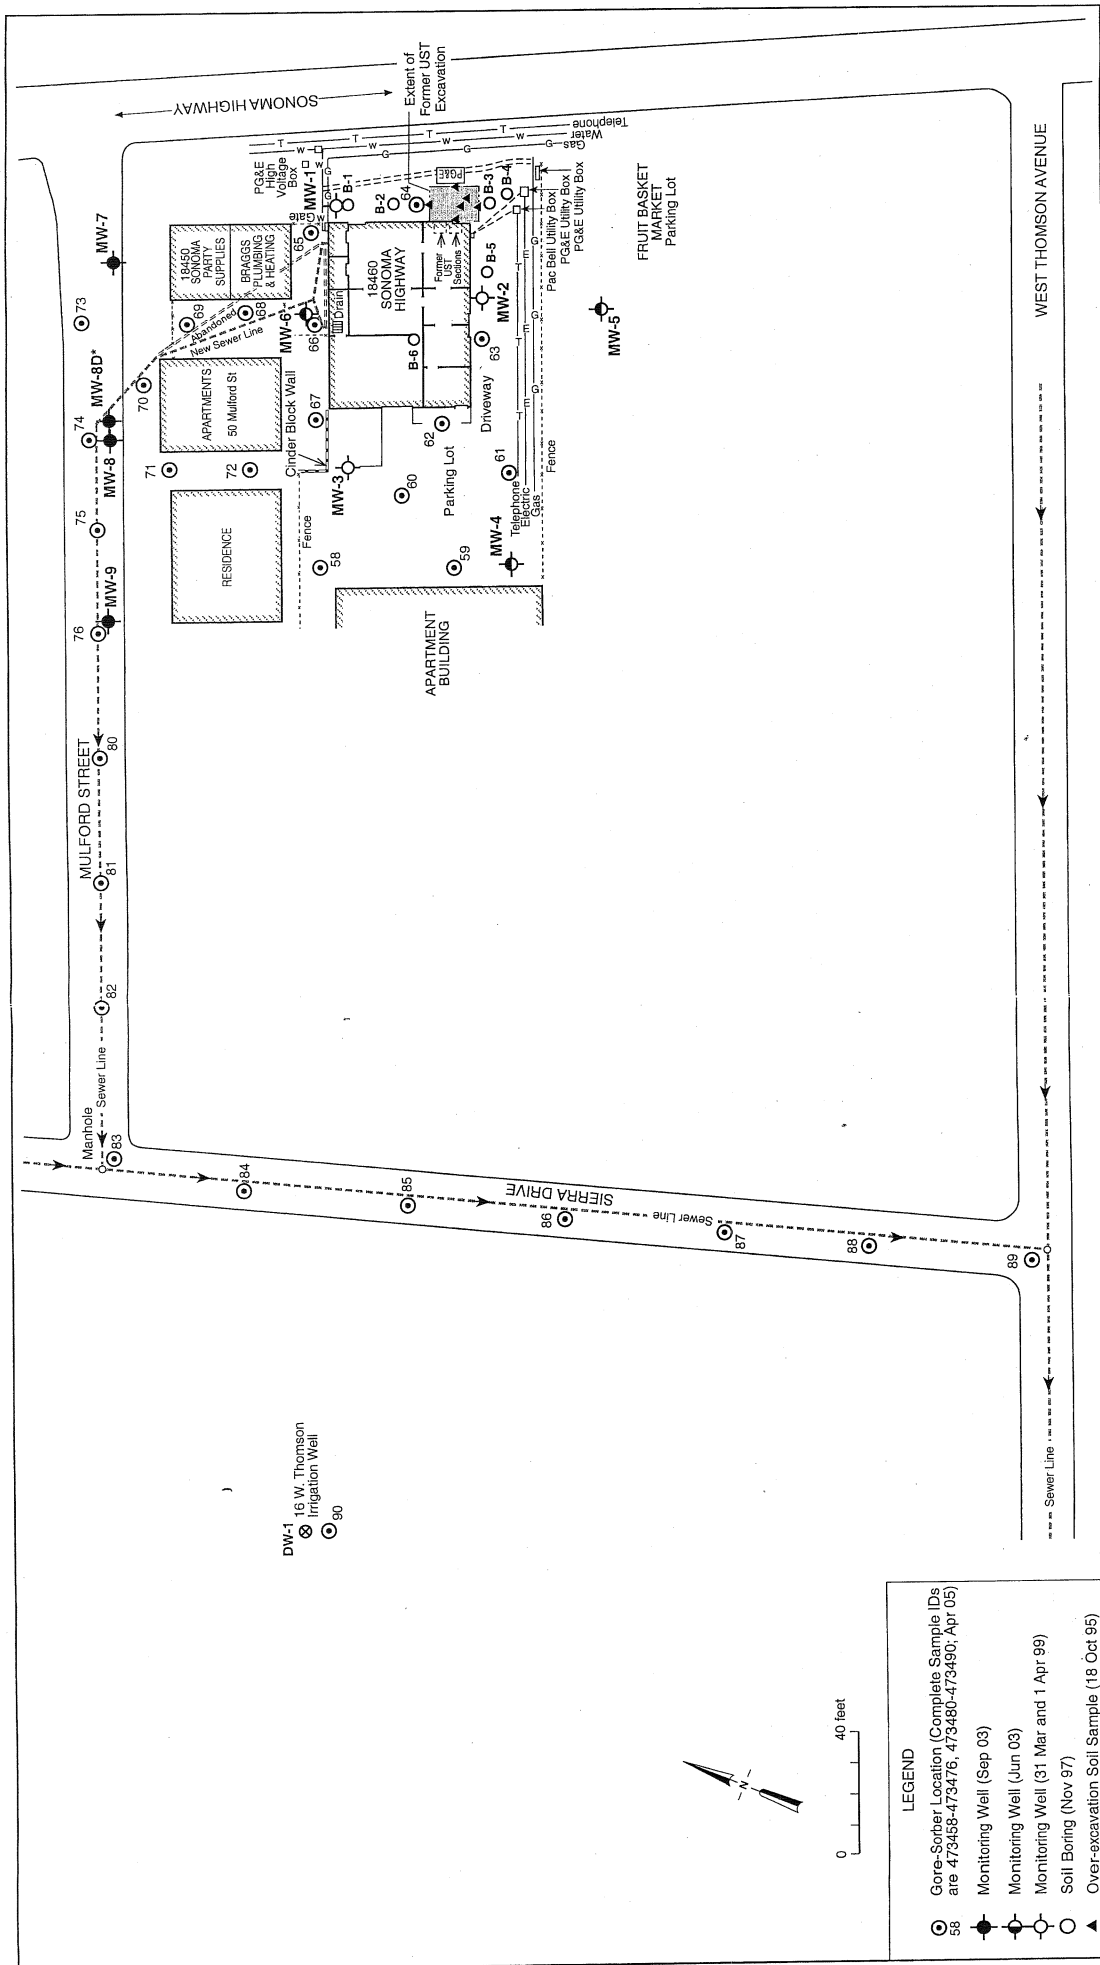 SONOMA HIGHWAY
Extent of
Former UST
Excavation
Telephone
Water
Gas
T
T
T
T
W
W
W
W
G
G
G
PG&E
High
Voltage
Box
MW-1
B-1
B-2
64
PG&E
B-3
B-4
Gate
65
MW-7
18450
SONOMA
PARTY
SUPPLIES
BRAGGS
PLUMBING
& HEATING
73
69
68
Abandoned
New Sewer Line
MW-6
66
Drain
18460
SONOMA
HIGHWAY
Former
UST
Sections
B-5
MW-2
B-6
63
Pac Bell Utility Box
PG&E Utility Box
PG&E Utility Box
FRUIT BASKET
MARKET
Parking Lot
MW-5
WEST THOMSON AVENUE
MW-8D*
70
74
MW-8
APARTMENTS
50 Mulford St
71
72
67
Cinder Block Wall
62
Driveway
MW-3
60
Parking Lot
61
Telephone
Electric
Gas
Fence
75
RESIDENCE
Fence
58
59
MW-4
MW-9
76
APARTMENT
BUILDING
MULFORD STREET
80
81
82
Sewer Line
Manhole
83
84
85
SIERRA DRIVE
86
Sewer Line
87
88
89
DW-1
16 W. Thomson
Irrigation Well
90
Sewer Line
N
0
40 feet
LEGEND
58
Gore-Sorber Location (Complete Sample IDs
are 473458-473476, 473480-473490; Apr 05)
Monitoring Well (Sep 03)
Monitoring Well (Jun 03)
Monitoring Well (31 Mar and 1 Apr 99)
Soil Boring (Nov 97)
Over-excavation Soil Sample (18 Oct 95)